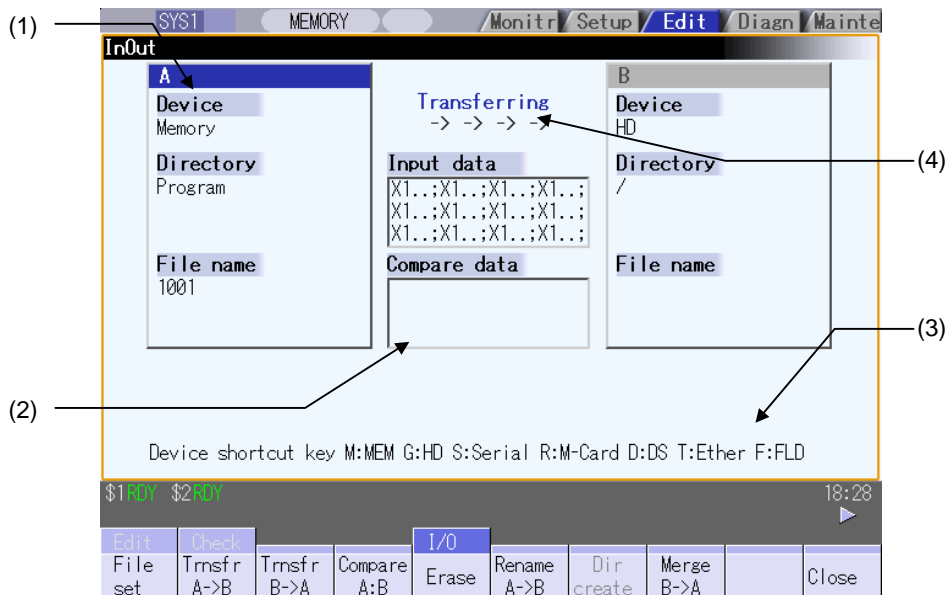 (1)
SYS1 MEMORY Monitr Setup Edit Diagn Mainte
InOut
A
Device
Memory
Directory
Program
File name
1001
Transferring
-> -> -> ->
Input data
X1..;X1..;X1..;X1..;
X1..;X1..;X1..;X1..;
X1..;X1..;X1..;X1..;
Compare data
B
Device
HD
Directory
/
File name
(4)
(3)
(2)
Device shortcut key M:MEM G:HD S:Serial R:M-Card D:DS T:Ether F:FLD
$1RDY $2RDY 18:28
Edit Check I/O
File set
Trnsfr A->B
Trnsfr B->A
Compare A:B
Erase
Rename A->B
Dir create
Merge B->A
Close